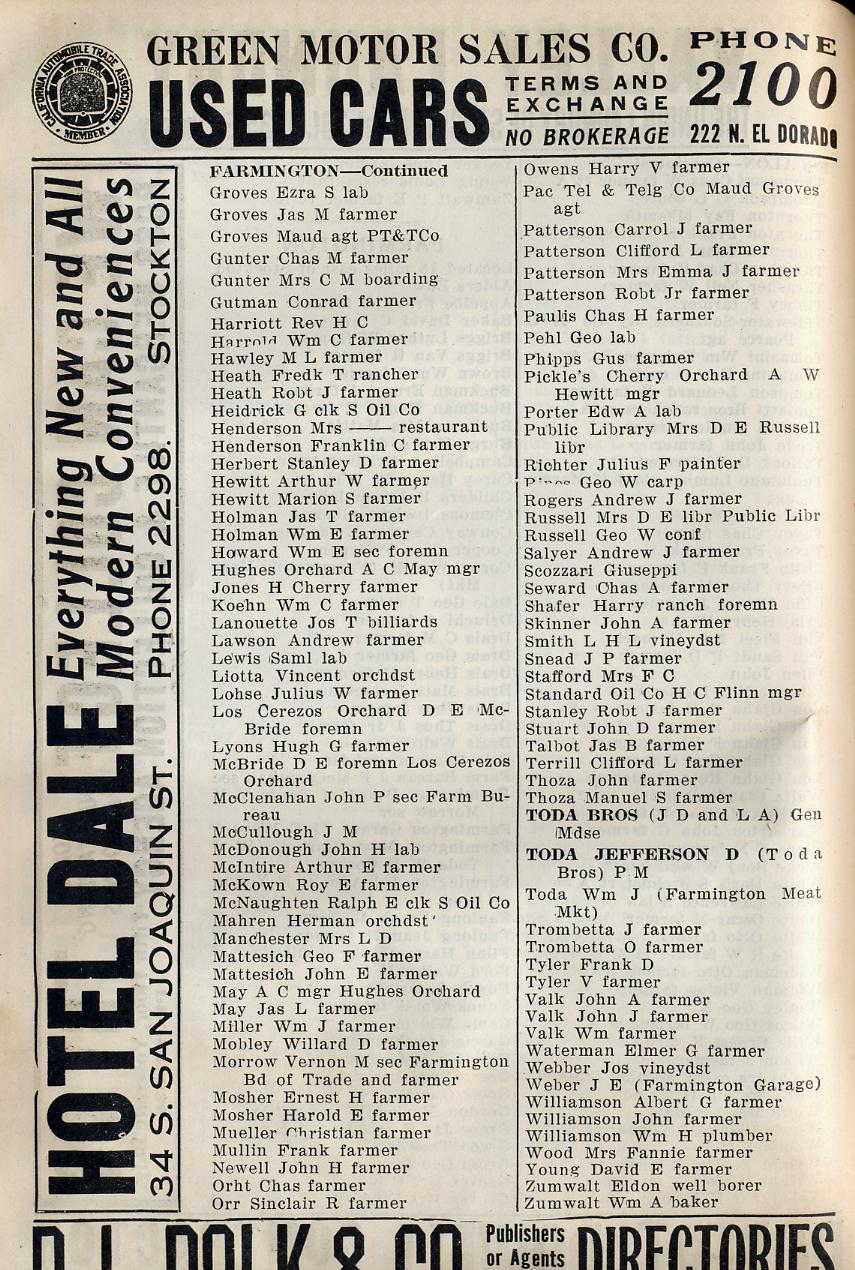 CALIFORNIA AUTOMOBILE TRADE ASSOCIATION
MEMBER
GREEN MOTOR SALES CO.
USED CARS
TERMS AND
EXCHANGE
NO BROKERAGE
PHONE
2100
222 N. EL DORADO
HOTEL DALE Everything New and All
Modern Conveniences
34 S. SAN JOAQUIN ST. PHONE 2298. STOCKTON
FARMINGTON—Continued
Groves Ezra S lab
Groves Jas M farmer
Groves Maud agt PT&TCo
Gunter Chas M farmer
Gunter Mrs C M boarding
Gutman Conrad farmer
Harriott Rev H C
Harrold Wm C farmer
Hawley M L farmer
Heath Fredk T rancher
Heath Robt J farmer
Heidrick G clk S Oil Co
Henderson Mrs —— restaurant
Henderson Franklin C farmer
Herbert Stanley D farmer
Hewitt Arthur W farmer
Hewitt Marion S farmer
Holman Jas T farmer
Holman Wm E farmer
Howard Wm E sec foremn
Hughes Orchard A C May mgr
Jones H Cherry farmer
Koehn Wm C farmer
Lanouette Jos T billiards
Lawson Andrew farmer
Lewis Saml lab
Liotta Vincent orchdst
Lohse Julius W farmer
Los Cerezos Orchard D E Mc-
Bride foremn
Lyons Hugh G farmer
McBride D E foremn Los Cerezos
Orchard
McClenahan John P sec Farm Bu-
reau
McCullough J M
McDonough John H lab
McIntire Arthur E farmer
McKown Roy E farmer
McNaughten Ralph E clk S Oil Co
Mahren Herman orchdst
Manchester Mrs L D
Mattesich Geo F farmer
Mattesich John E farmer
May A C mgr Hughes Orchard
May Jas L farmer
Miller Wm J farmer
Mobley Willard D farmer
Morrow Vernon M sec Farmington
Bd of Trade and farmer
Mosher Ernest H farmer
Mosher Harold E farmer
Mueller Christian farmer
Mullin Frank farmer
Newell John H farmer
Orht Chas farmer
Orr Sinclair R farmer
Owens Harry V farmer
Pac Tel & Telg Co Maud Groves
agt
Patterson Carrol J farmer
Patterson Clifford L farmer
Patterson Mrs Emma J farmer
Patterson Robt Jr farmer
Paulis Chas H farmer
Pehl Geo lab
Phipps Gus farmer
Pickle's Cherry Orchard A W
Hewitt mgr
Porter Edw A lab
Public Library Mrs D E Russell
libr
Richter Julius F painter
Geo W carp
Rogers Andrew J farmer
Russell Mrs D E libr Public Libr
Russell Geo W conf
Salyer Andrew J farmer
Scozzari Giuseppi
Seward Chas A farmer
Shafer Harry ranch foremn
Skinner John A farmer
Smith L H L vineydst
Snead J P farmer
Stafford Mrs F C
Standard Oil Co H C Flinn mgr
Stanley Robt J farmer
Stuart John D farmer
Talbot Jas B farmer
Terrill Clifford L farmer
Thoza John farmer
Thoza Manuel S farmer
TODA BROS (J D and L A) Gen
Mdse
TODA JEFFERSON D (Toda
Bros) P M
Toda Wm J (Farmington Meat
Mkt)
Trombetta J farmer
Trombetta O farmer
Tyler Frank D
Tyler V farmer
Valk John A farmer
Valk John J farmer
Valk Wm farmer
Waterman Elmer G farmer
Webber Jos vineydst
Weber J E (Farmington Garage)
Williamson Albert G farmer
Williamson John farmer
Williamson Wm H plumber
Wood Mrs Fannie farmer
Young David E farmer
Zumwalt Eldon well borer
Zumwalt Wm A baker
R. L. POLK & CO. Publishers
or Agents DIRECTORIES